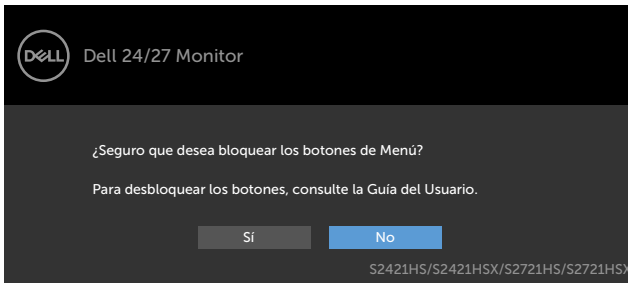 DELL
Dell 24/27 Monitor
¿Seguro que desea bloquear los botones de Menú?
Para desbloquear los botones, consulte la Guía del Usuario.
Sí No
S2421HS/S2421HSX/S2721HS/S2721HSX